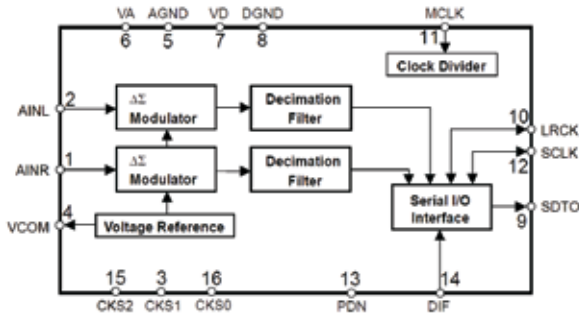 VA AGND VD DGND MCLK
6 5 7 8 11
Clock Divider
AINL 2 ΔΣ Modulator Decimation Filter
10 LRCK
AINR 1 ΔΣ Modulator Decimation Filter
12 SCLK
Serial I/O Interface
9 SDTO
VCOM 4 Voltage Reference
15 3 16 13 14
CKS2 CKS1 CKS0 PDN DIF